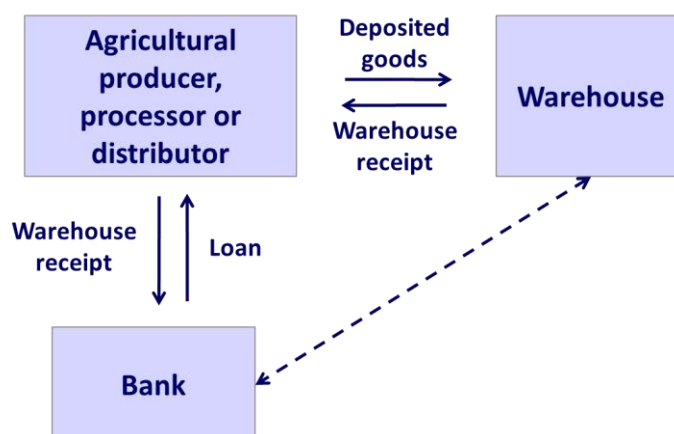 Agricultural
producer,
processor or
distributor
Deposited
goods
Warehouse
receipt
Warehouse
Warehouse
receipt
Loan
Bank